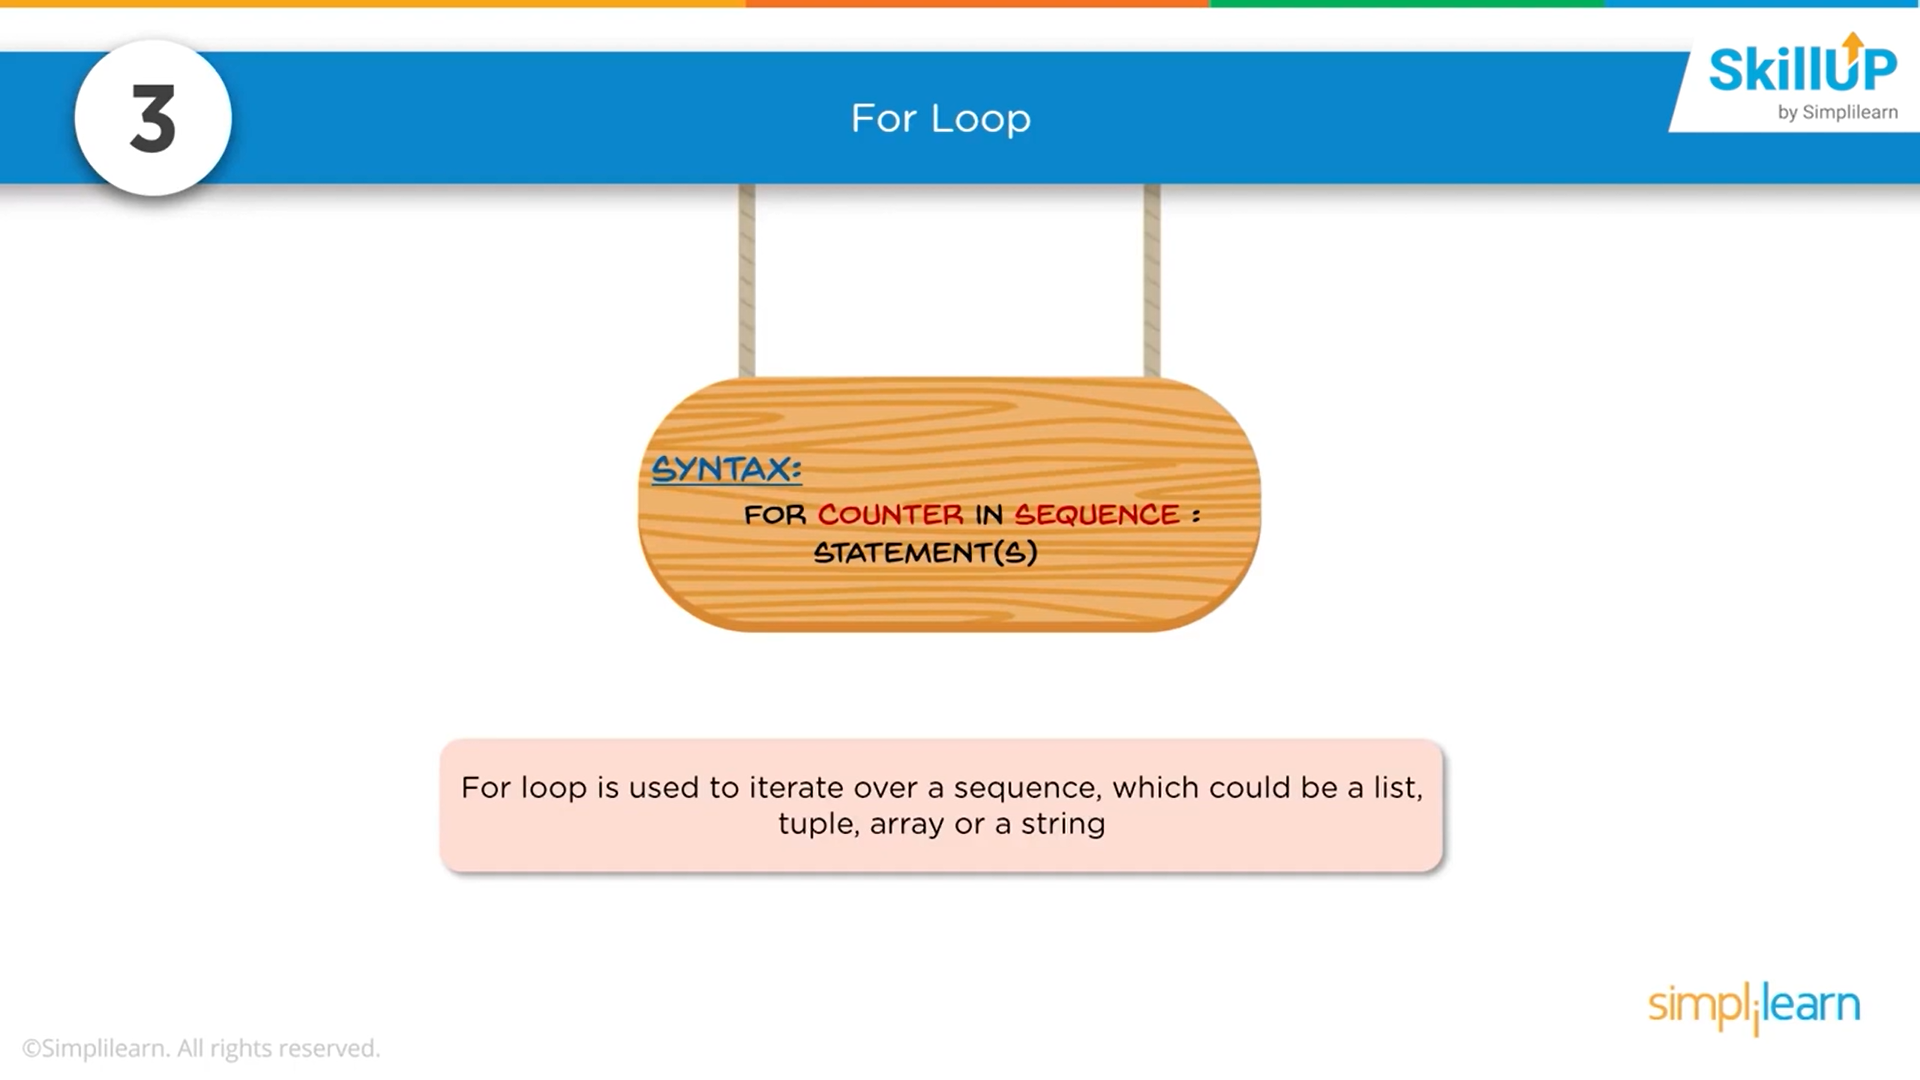 3
For Loop
SkillUP
by Simplilearn
SYNTAX:
FOR COUNTER IN SEQUENCE :
STATEMENT(S)
For loop is used to iterate over a sequence, which could be a list,
tuple, array or a string
simplilearn
©Simplilearn. All rights reserved.